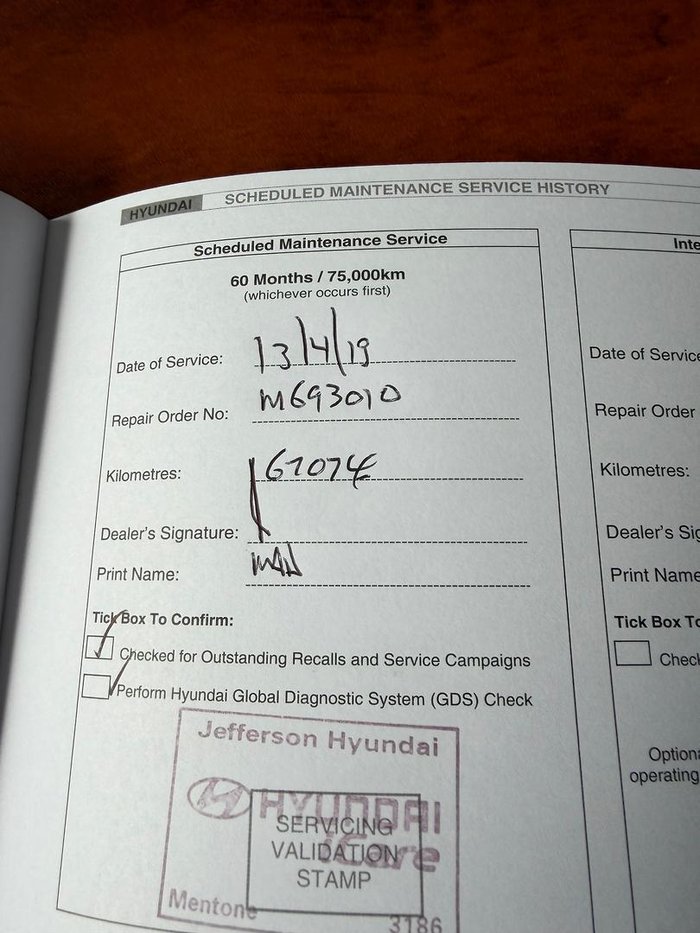 HYUNDAI SCHEDULED MAINTENANCE SERVICE HISTORY
Scheduled Maintenance Service
60 Months / 75,000km
(whichever occurs first)
Date of Service: 13/4/19
Repair Order No: M693010
Kilometres: 67074
Dealer's Signature:
Print Name:
Tick Box To Confirm:
Checked for Outstanding Recalls and Service Campaigns
Perform Hyundai Global Diagnostic System (GDS) Check
Jefferson Hyundai
HYUNDAI
iCare
SERVICING
VALIDATION
STAMP
Mentone 3186
Inte
Date of Service
Repair Order
Kilometres:
Dealer's Sig
Print Name
Tick Box To
Check
Optiona
operating